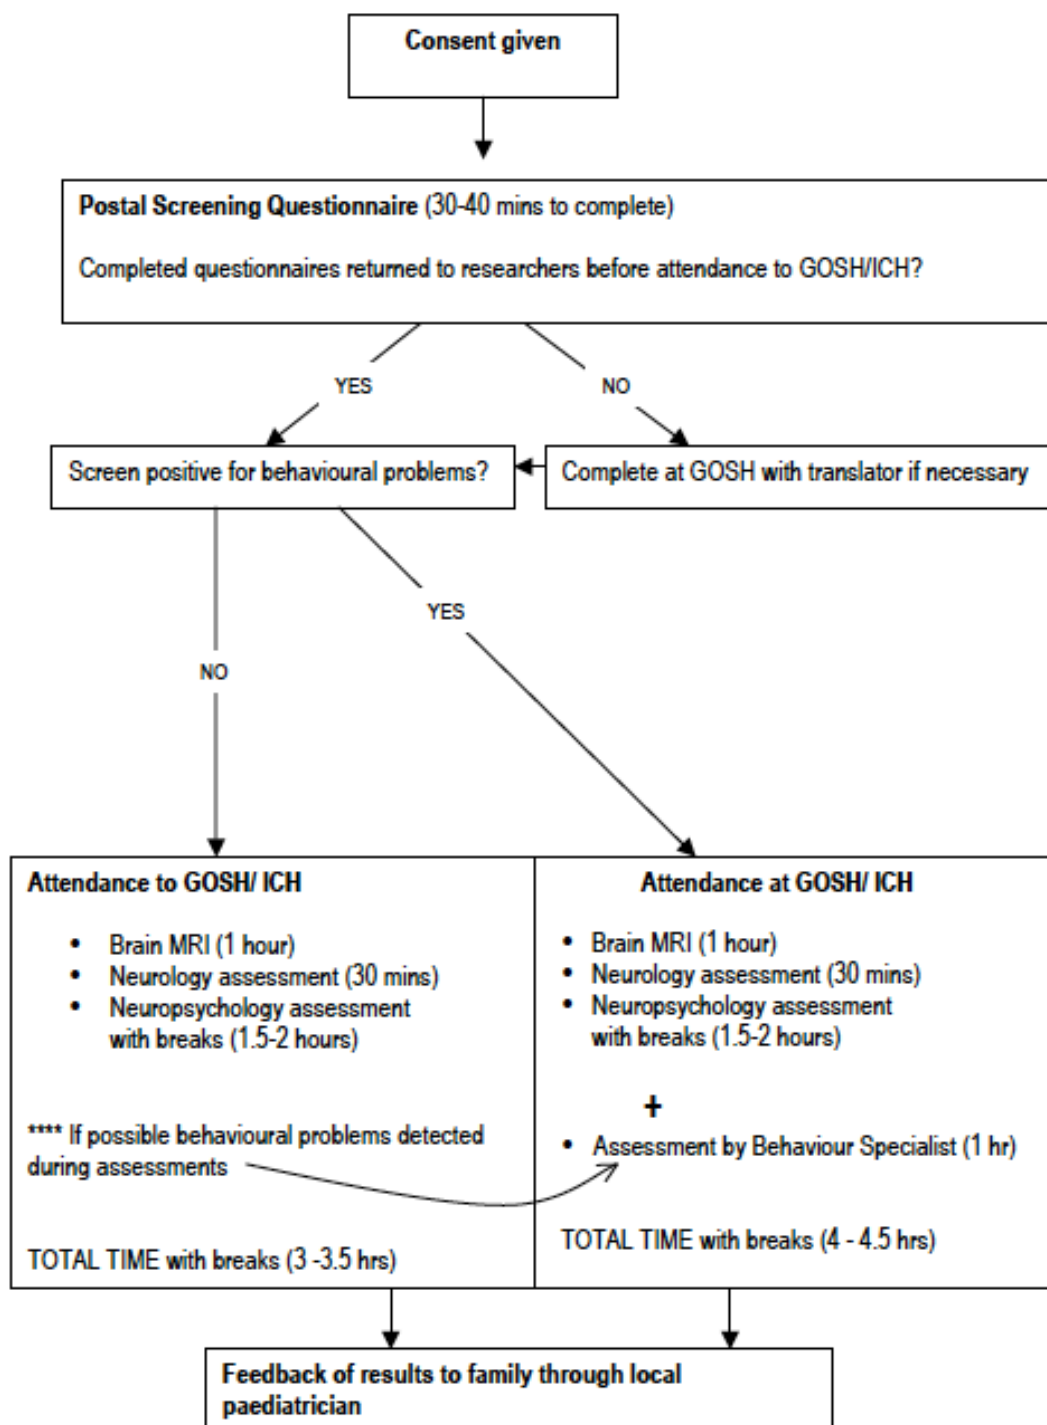 Consent given
Postal Screening Questionnaire (30-40 mins to complete)
Completed questionnaires returned to researchers before attendance to GOSH/ICH?
YES
NO
Screen positive for behavioural problems?
Complete at GOSH with translator if necessary
YES
NO
Attendance to GOSH/ ICH
• Brain MRI (1 hour)
• Neurology assessment (30 mins)
• Neuropsychology assessment
with breaks (1.5-2 hours)
**** If possible behavioural problems detected
during assessments
TOTAL TIME with breaks (3 -3.5 hrs)
Attendance at GOSH/ ICH
• Brain MRI (1 hour)
• Neurology assessment (30 mins)
• Neuropsychology assessment
with breaks (1.5-2 hours)
+
• Assessment by Behaviour Specialist (1 hr)
TOTAL TIME with breaks (4 - 4.5 hrs)
Feedback of results to family through local
paediatrician